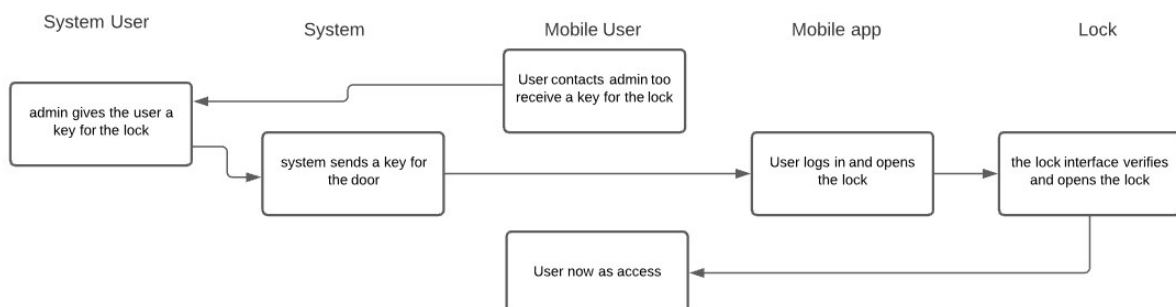 System User
System
Mobile User
Mobile app
Lock
User contacts admin too
receive a key for the lock
admin gives the user a
key for the lock
system sends a key for
the door
User logs in and opens
the lock
the lock interface verifies
and opens the lock
User now as access